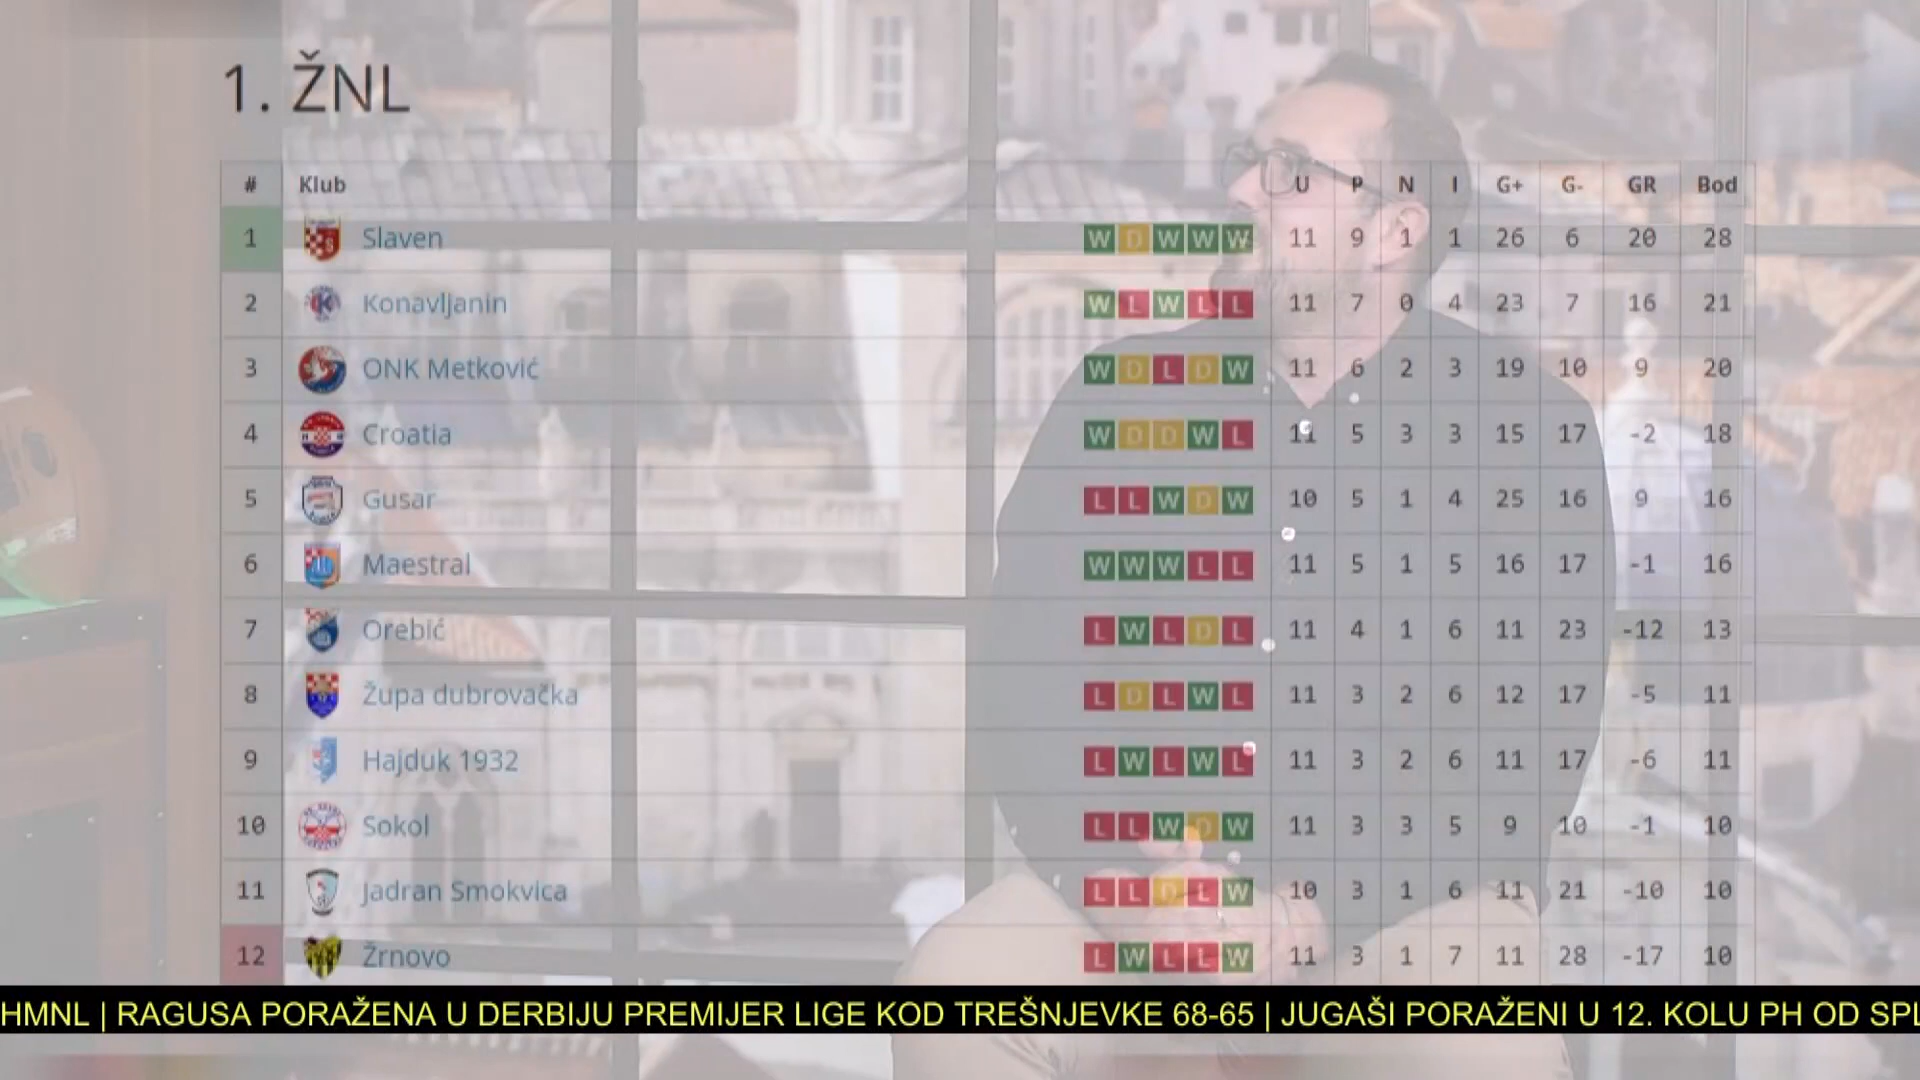 1. ŽNL
# Klub U P N I G+ G- GR Bod
1 Slaven W D W W W 11 9 1 1 26 6 20 28
2 Konavljanin W L W L L 11 7 0 4 23 7 16 21
3 ONK Metković W D L D W 11 6 2 3 19 10 9 20
4 Croatia W D D W L 11 5 3 3 15 17 -2 18
5 Gusar L L W D W 10 5 1 4 25 16 9 16
6 Maestral W W W L L 11 5 1 5 16 17 -1 16
7 Orebić L W L D L 11 4 1 6 11 23 -12 13
8 Župa dubrovačka L D L W L 11 3 2 6 12 17 -5 11
9 Hajduk 1932 L W L W L 11 3 2 6 11 17 -6 11
10 Sokol L L W D W 11 3 3 5 9 10 -1 10
11 Jadran Smokvica L L D L W 10 3 1 6 11 21 -10 10
12 Žrnovo L W L L W 11 3 1 7 11 28 -17 10
HMNL | RAGUSA PORAŽENA U DERBIJU PREMIJER LIGE KOD TREŠNJEVKE 68-65 | JUGAŠI PORAŽENI U 12. KOLU PH OD SPL